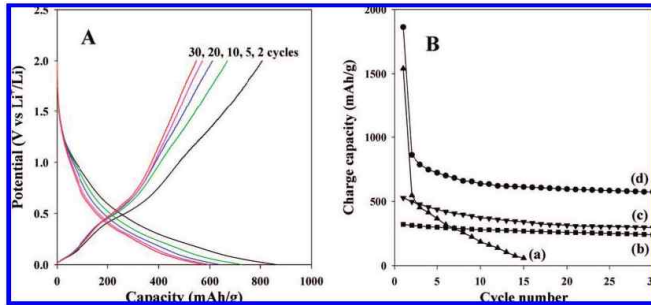 A
30, 20, 10, 5, 2 cycles
Potential (V vs Li⁺/Li)
2.5
2.0
1.5
1.0
0.5
0.0
0
200
400
600
800
1000
Capacity (mAh/g)
B
Charge capacity (mAh/g)
2000
1500
1000
500
0
(d)
(c)
(b)
(a)
0
5
10
15
20
25
30
Cycle number